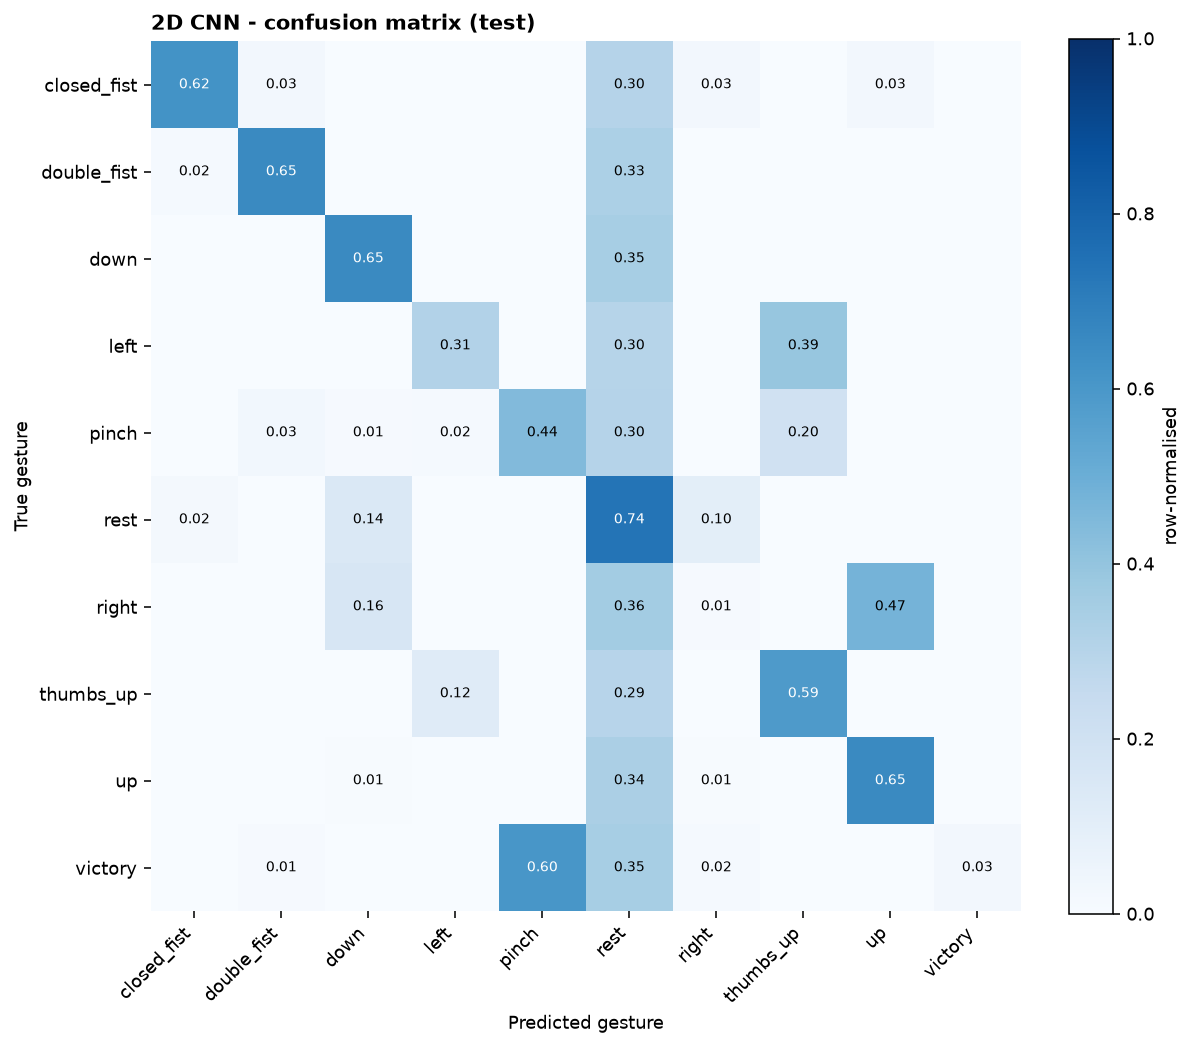 2D CNN - confusion matrix (test)
closed_fist 0.62 0.03 0.30 0.03 0.03
double_fist 0.02 0.65 0.33
down 0.65 0.35
left 0.31 0.30 0.39
pinch 0.03 0.01 0.02 0.44 0.30 0.20
rest 0.02 0.14 0.74 0.10
right 0.16 0.36 0.01 0.47
thumbs_up 0.12 0.29 0.59
up 0.01 0.34 0.01 0.65
victory 0.01 0.60 0.35 0.02 0.03
closed_fist double_fist down left pinch rest right thumbs_up up victory
Predicted gesture
True gesture
1.0
0.8
0.6
0.4
0.2
0.0
row-normalised